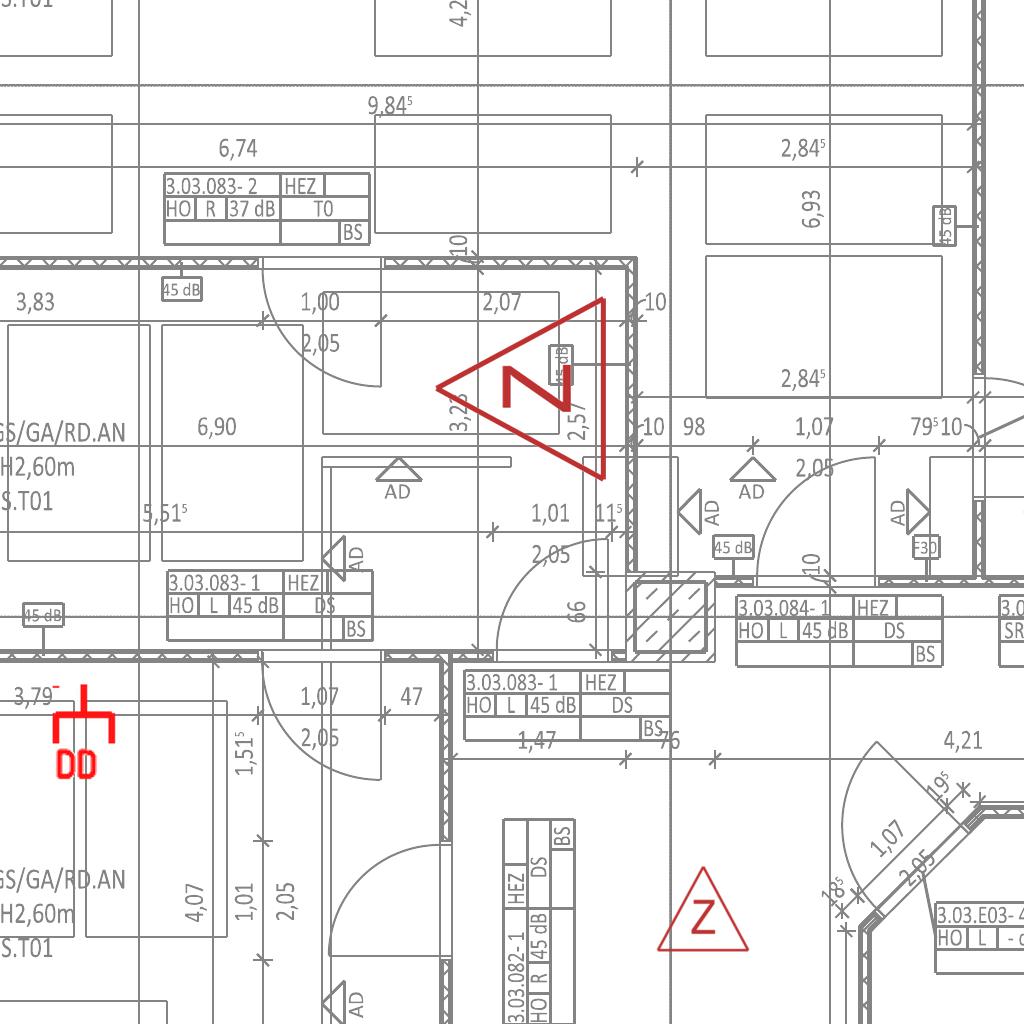 S.T01
4,2
9,84⁵
6,74
2,84⁵
3.03.083- 2 HEZ
HO R 37 dB T0
BS
6,93
45 dB
10
45 dB
3,83
1,00
2,07
10
2,05
45 dB
2,84⁵
Z
2,57
GS/GA/RD.AN
6,90
10
98
1,07
79⁵
10
H2,60m
2,05
AD
S.T01
5,51⁵
1,01
11⁵
AD
AD
2,05
45 dB
F30
AD
10
3.03.083- 1 HEZ
HO L 45 dB DS
BS
45 dB
66
3.03.084- 1 HEZ
HO L 45 dB DS
BS
3.0
SR
3,79
1,07
47
3.03.083- 1 HEZ
HO L 45 dB DS
BS
2,05
1,51⁵
1,47
76
4,21
DD
19⁵
1,07
2,05
18⁵
GS/GA/RD.AN
H2,60m
S.T01
4,07
1,01
2,05
3.03.082- 1 HEZ
HO R 45 dB DS
BS
Z
3.03.E03- 4
HO L
AD